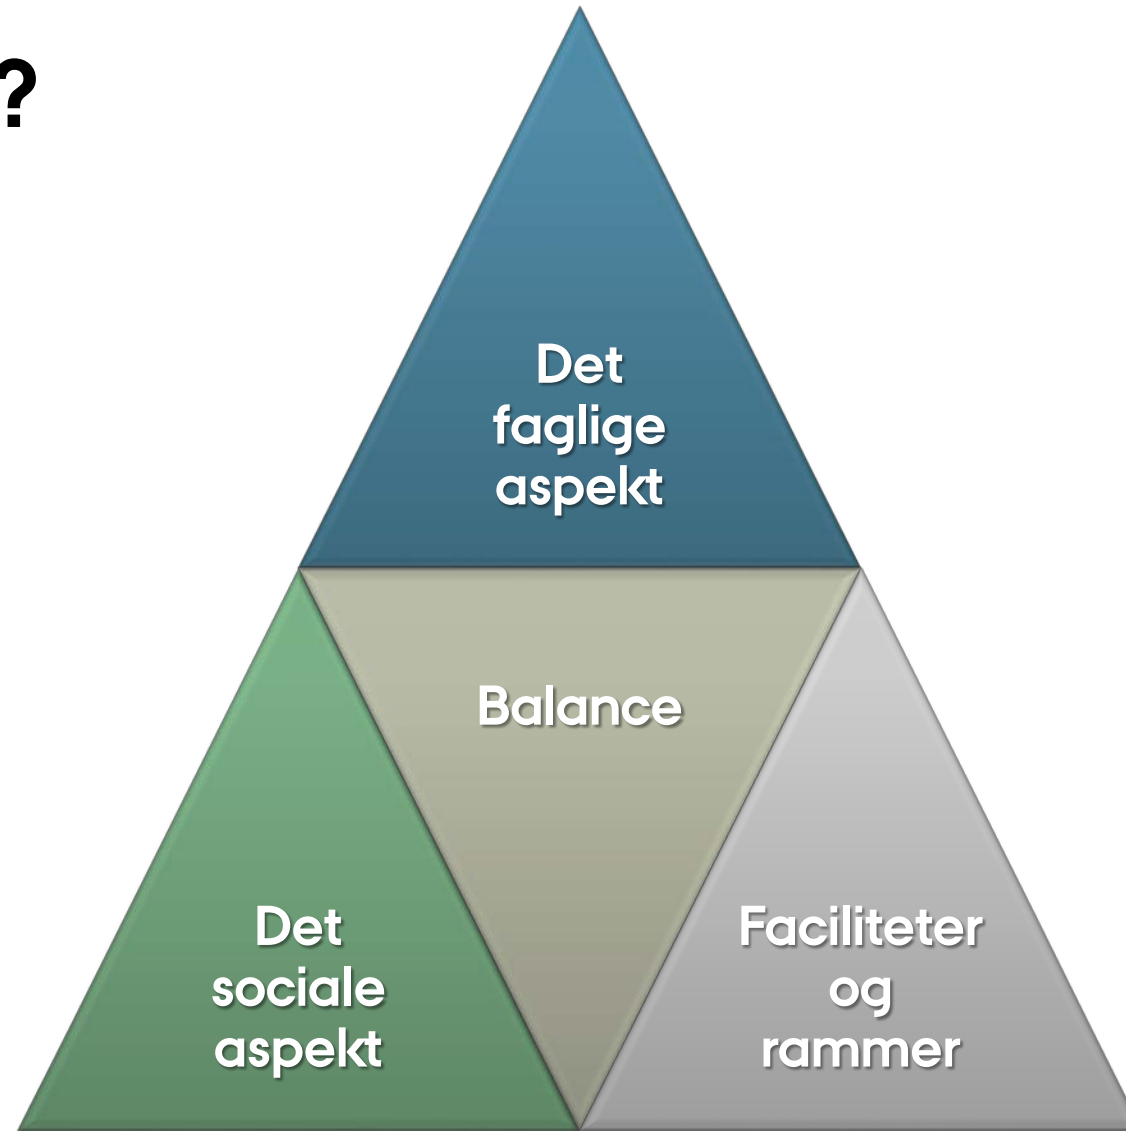 ?
Det
faglige
aspekt
Balance
Det
sociale
aspekt
Faciliteter
og
rammer